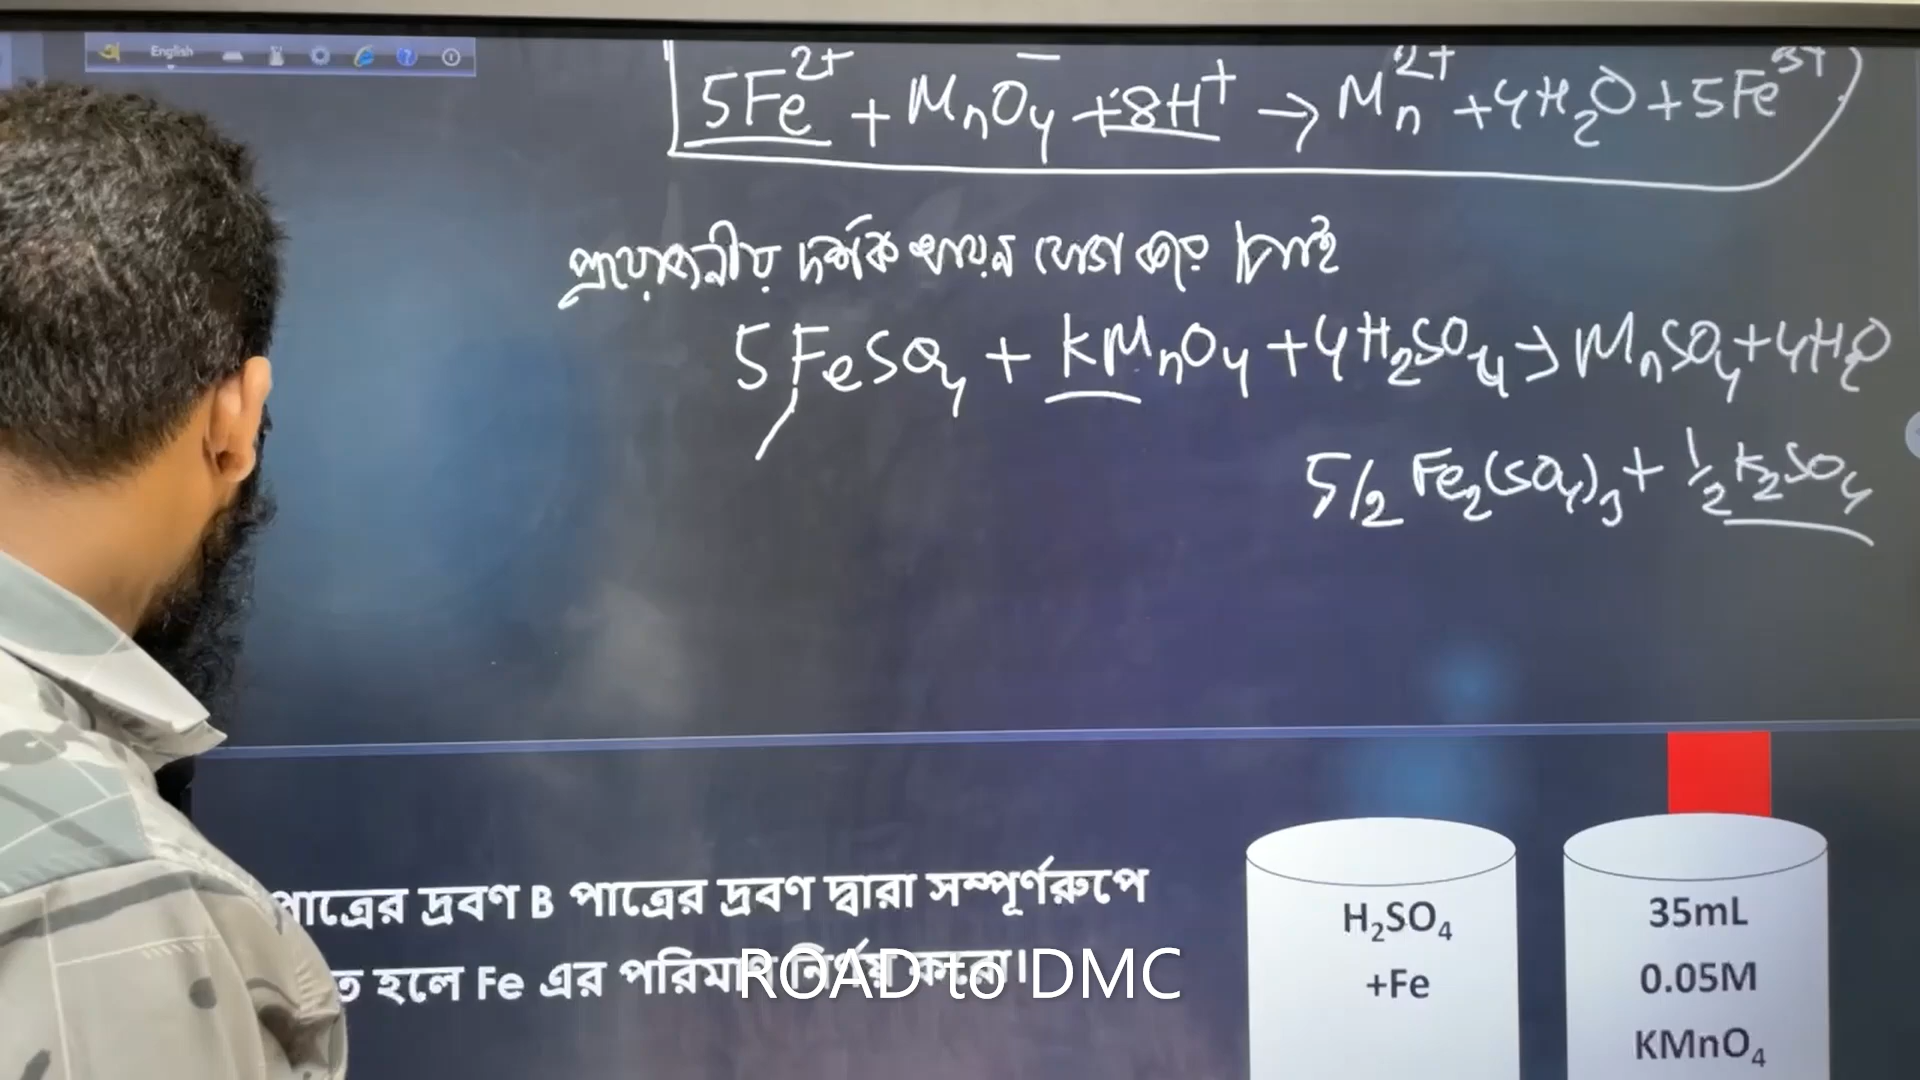 English
5Fe²⁺ + MnO₄⁻ + 8H⁺ → Mn²⁺ + 4H₂O + 5Fe³⁺
প্রয়োজনীয় দর্শক আয়ন যোগ করে পাই
5FeSO₄ + KMnO₄ + 4H₂SO₄ → MnSO₄ + 4H₂O
5/2 Fe₂(SO₄)₃ + 1/2 K₂SO₄
পাত্রের দ্রবণ B পাত্রের দ্রবণ দ্বারা সম্পূর্ণরুপে
ত হলে Fe এর পরিমাণ নির্ণয় করো।
ROAD to DMC
H₂SO₄
+Fe
35mL
0.05M
KMnO₄